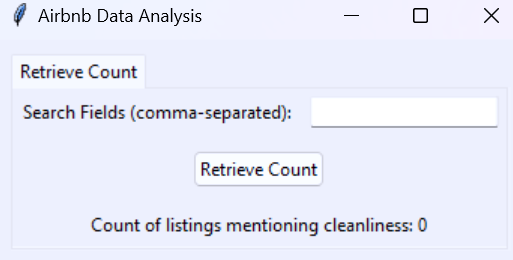 Airbnb Data Analysis
Retrieve Count
Search Fields (comma-separated):
Retrieve Count
Count of listings mentioning cleanliness: 0